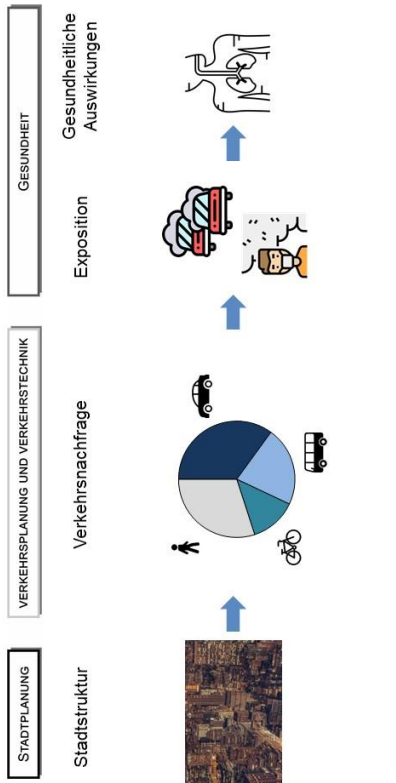 STADTPLANUNG
VERKEHRSPLANUNG UND VERKEHRSTECHNIK
GESUNDHEIT
Stadtstruktur
Verkehrsnachfrage
Exposition
Gesundheitliche
Auswirkungen